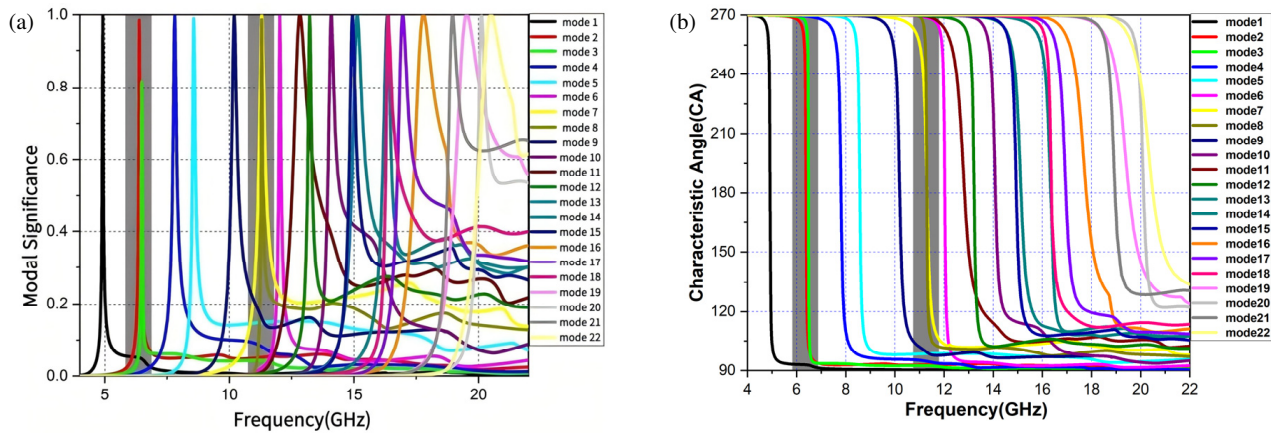 (a)
Modal Significance
1.0
0.8
0.6
0.4
0.2
0.0
5
10
15
20
Frequency(GHz)
mode 1
mode 2
mode 3
mode 4
mode 5
mode 6
mode 7
mode 8
mode 9
mode 10
mode 11
mode 12
mode 13
mode 14
mode 15
mode 16
mode 17
mode 18
mode 19
mode 20
mode 21
mode 22
(b)
Characteristic Angle(CA)
270
240
210
180
150
120
90
4
6
8
10
12
14
16
18
20
22
Frequency(GHz)
mode1
mode2
mode3
mode4
mode5
mode6
mode7
mode8
mode9
mode10
mode11
mode12
mode13
mode14
mode15
mode16
mode17
mode18
mode19
mode20
mode21
mode22